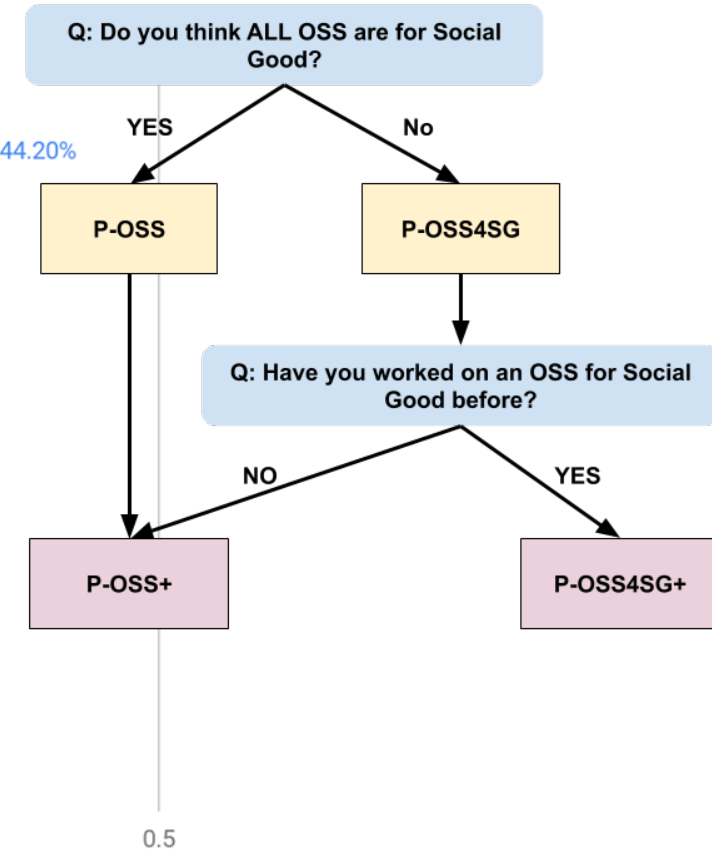 Q: Do you think ALL OSS are for Social
Good?
YES
No
44.20%
P-OSS
P-OSS4SG
Q: Have you worked on an OSS for Social
Good before?
NO
YES
P-OSS+
P-OSS4SG+
0.5